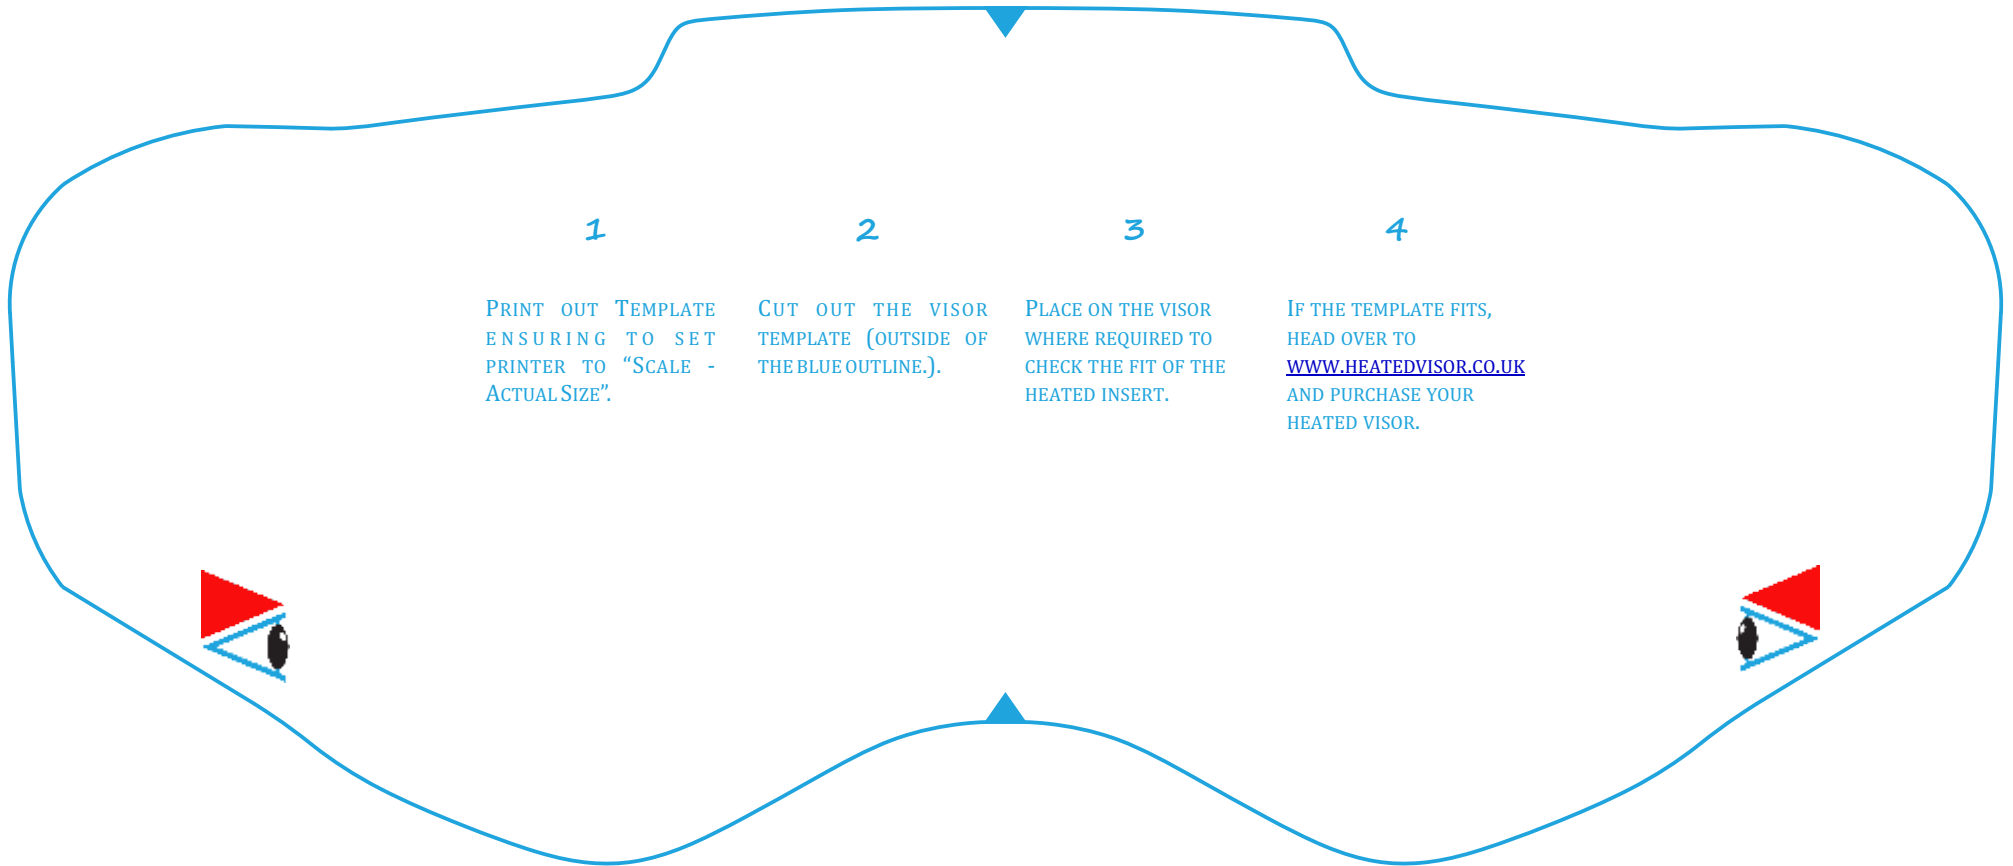 1
PRINT OUT TEMPLATE
ENSURING TO SET
PRINTER TO “SCALE -
ACTUAL SIZE”.
2
CUT OUT THE VISOR
TEMPLATE (OUTSIDE OF
THE BLUE OUTLINE.).
3
PLACE ON THE VISOR
WHERE REQUIRED TO
CHECK THE FIT OF THE
HEATED INSERT.
4
IF THE TEMPLATE FITS,
HEAD OVER TO
WWW.HEATEDVISOR.CO.UK
AND PURCHASE YOUR
HEATED VISOR.